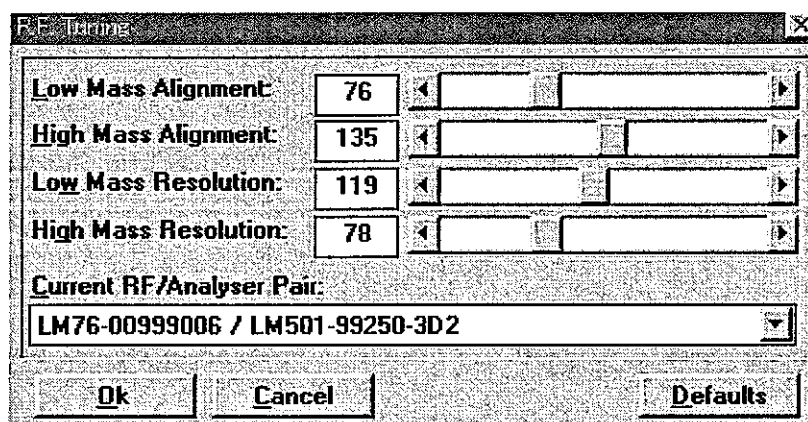 R.F. Tuning
Low Mass Alignment: 76
High Mass Alignment: 135
Low Mass Resolution: 119
High Mass Resolution: 78
Current RF/Analyser Pair:
LM76-00999006 / LM501-99250-3D2
Ok Cancel Defaults